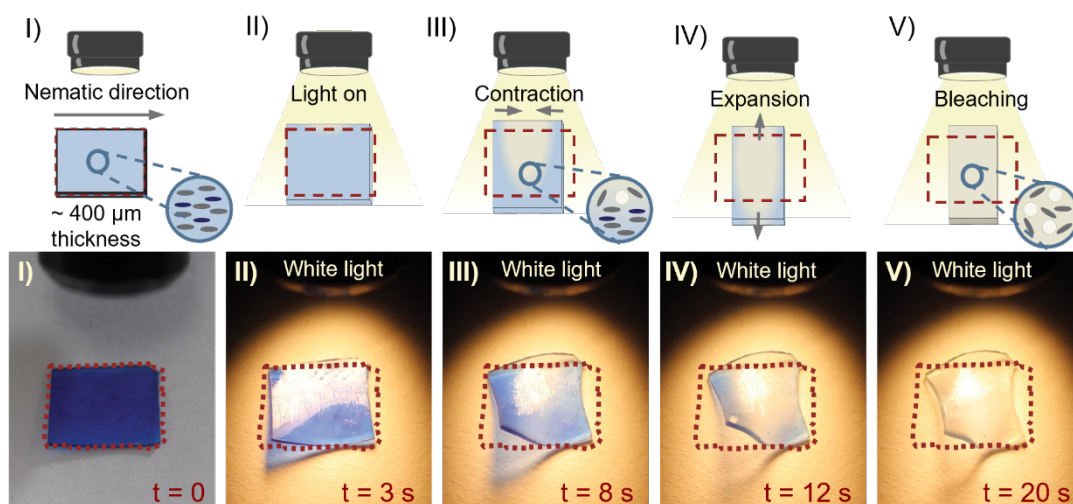 I)
Nematic direction
~ 400 µm
thickness
II)
Light on
III)
Contraction
IV)
Expansion
V)
Bleaching
I)
t = 0
II)
White light
t = 3 s
III)
White light
t = 8 s
IV)
White light
t = 12 s
V)
White light
t = 20 s